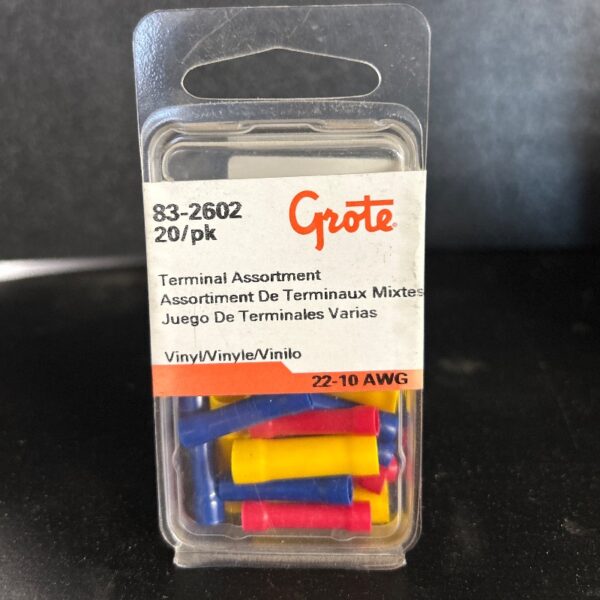 83-2602
20/pk
Grote
Terminal Assortment
Assortiment De Terminaux Mixtes
Juego De Terminales Varias
Vinyl/Vinyle/Vinilo
22-10 AWG